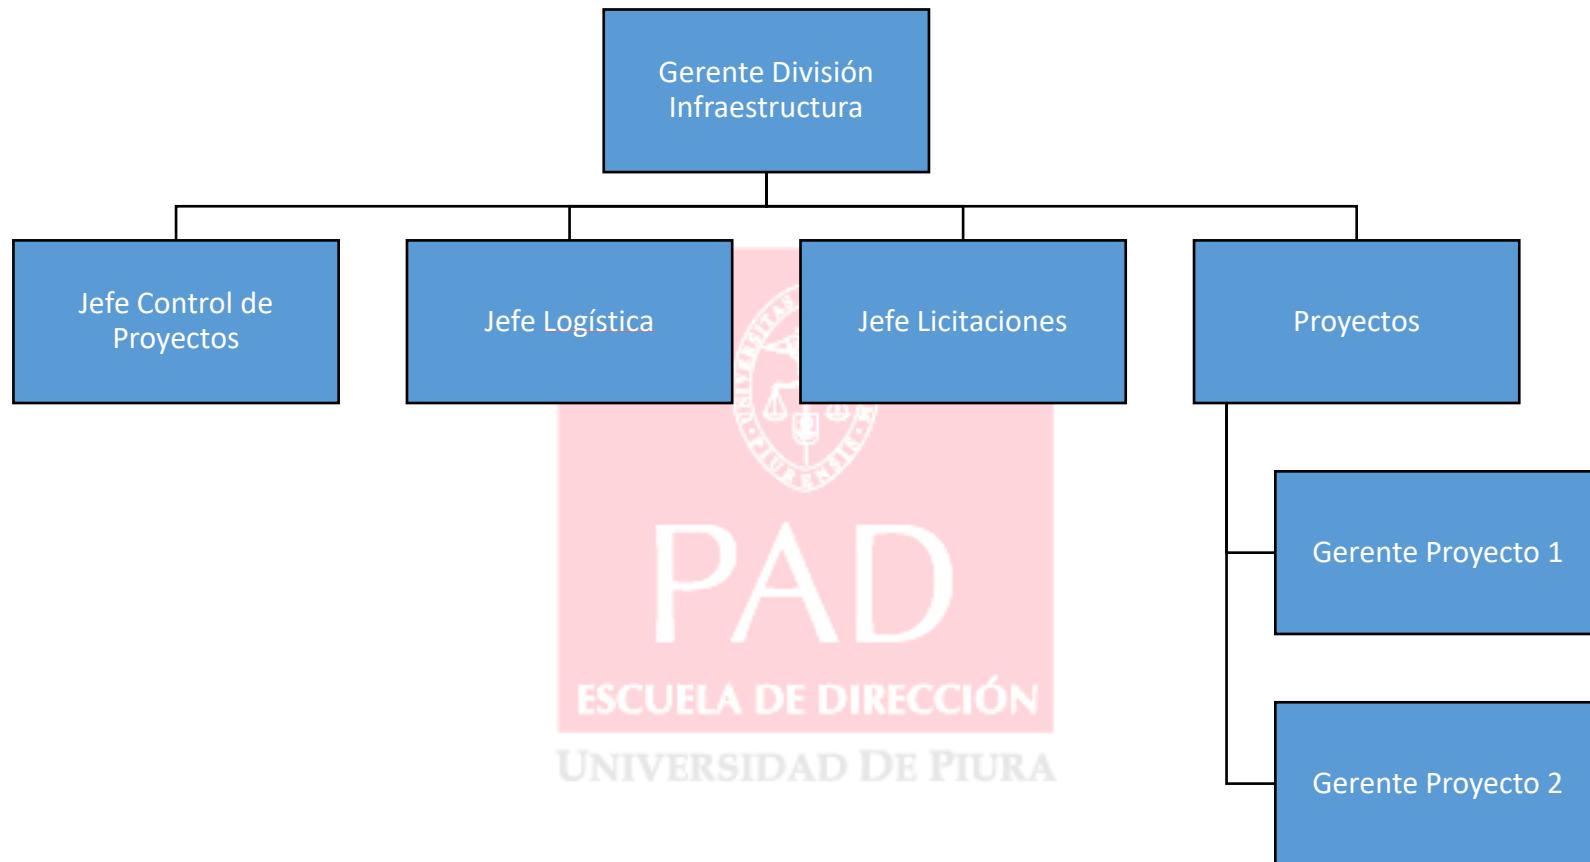 Gerente División
Infraestructura
Jefe Control de
Proyectos
Jefe Logística
Jefe Licitaciones
Proyectos
Gerente Proyecto 1
Gerente Proyecto 2
PIURENSIS
PAD
ESCUELA DE DIRECCIÓN
UNIVERSIDAD DE PIURA